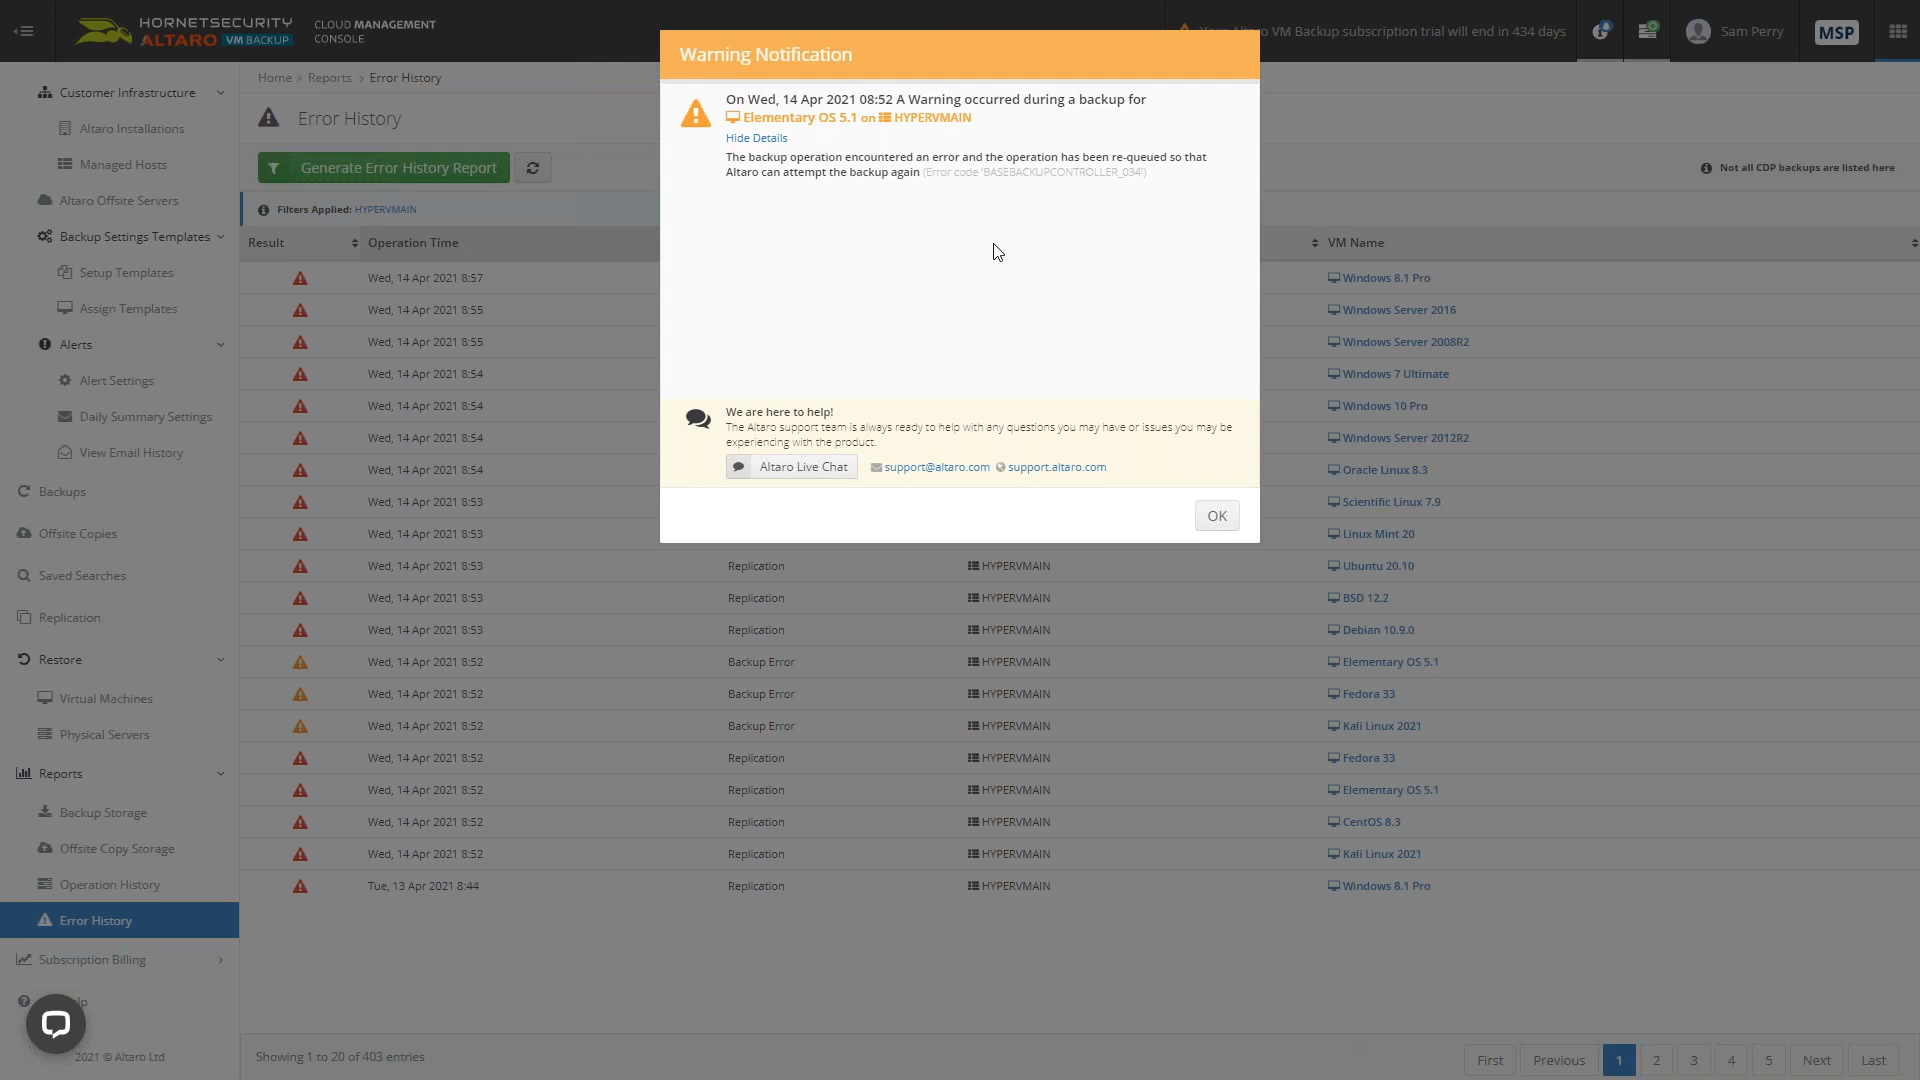 HORNETSECURITY
ALTARO VM BACKUP
CLOUD MANAGEMENT
CONSOLE
Your Altaro VM Backup subscription trial will end in 434 days
Sam Perry
MSP
Customer Infrastructure
Altaro Installations
Managed Hosts
Altaro Offsite Servers
Backup Settings Templates
Setup Templates
Assign Templates
Alerts
Alert Settings
Daily Summary Settings
View Email History
Backups
Offsite Copies
Saved Searches
Replication
Restore
Virtual Machines
Physical Servers
Reports
Backup Storage
Offsite Copy Storage
Operation History
Error History
Subscription Billing
2021 © Altaro Ltd
Home > Reports > Error History
Error History
Generate Error History Report
Not all CDP backups are listed here
Filters Applied: HYPERVMAIN
Result Operation Time VM Name
Wed, 14 Apr 2021 8:57 Windows 8.1 Pro
Wed, 14 Apr 2021 8:55 Windows Server 2016
Wed, 14 Apr 2021 8:55 Windows Server 2008R2
Wed, 14 Apr 2021 8:54 Windows 7 Ultimate
Wed, 14 Apr 2021 8:54 Windows 10 Pro
Wed, 14 Apr 2021 8:54 Windows Server 2012R2
Wed, 14 Apr 2021 8:54 Oracle Linux 8.3
Wed, 14 Apr 2021 8:53 Scientific Linux 7.9
Wed, 14 Apr 2021 8:53 Linux Mint 20
Wed, 14 Apr 2021 8:53 Replication HYPERVMAIN Ubuntu 20.10
Wed, 14 Apr 2021 8:53 Replication HYPERVMAIN BSD 12.2
Wed, 14 Apr 2021 8:53 Replication HYPERVMAIN Debian 10.9.0
Wed, 14 Apr 2021 8:52 Backup Error HYPERVMAIN Elementary OS 5.1
Wed, 14 Apr 2021 8:52 Backup Error HYPERVMAIN Fedora 33
Wed, 14 Apr 2021 8:52 Backup Error HYPERVMAIN Kali Linux 2021
Wed, 14 Apr 2021 8:52 Replication HYPERVMAIN Fedora 33
Wed, 14 Apr 2021 8:52 Replication HYPERVMAIN Elementary OS 5.1
Wed, 14 Apr 2021 8:52 Replication HYPERVMAIN CentOS 8.3
Wed, 14 Apr 2021 8:52 Replication HYPERVMAIN Kali Linux 2021
Tue, 13 Apr 2021 8:44 Replication HYPERVMAIN Windows 8.1 Pro
Showing 1 to 20 of 403 entries
First Previous 1 2 3 4 5 Next Last
Warning Notification
On Wed, 14 Apr 2021 08:52 A Warning occurred during a backup for
Elementary OS 5.1 on HYPERVMAIN
Hide Details
The backup operation encountered an error and the operation has been re-queued so that
Altaro can attempt the backup again (Error code 'BASEBACKUPCONTROLLER_034')
We are here to help!
The Altaro support team is always ready to help with any questions you may have or issues you may be
experiencing with the product.
Altaro Live Chat support@altaro.com support.altaro.com
OK